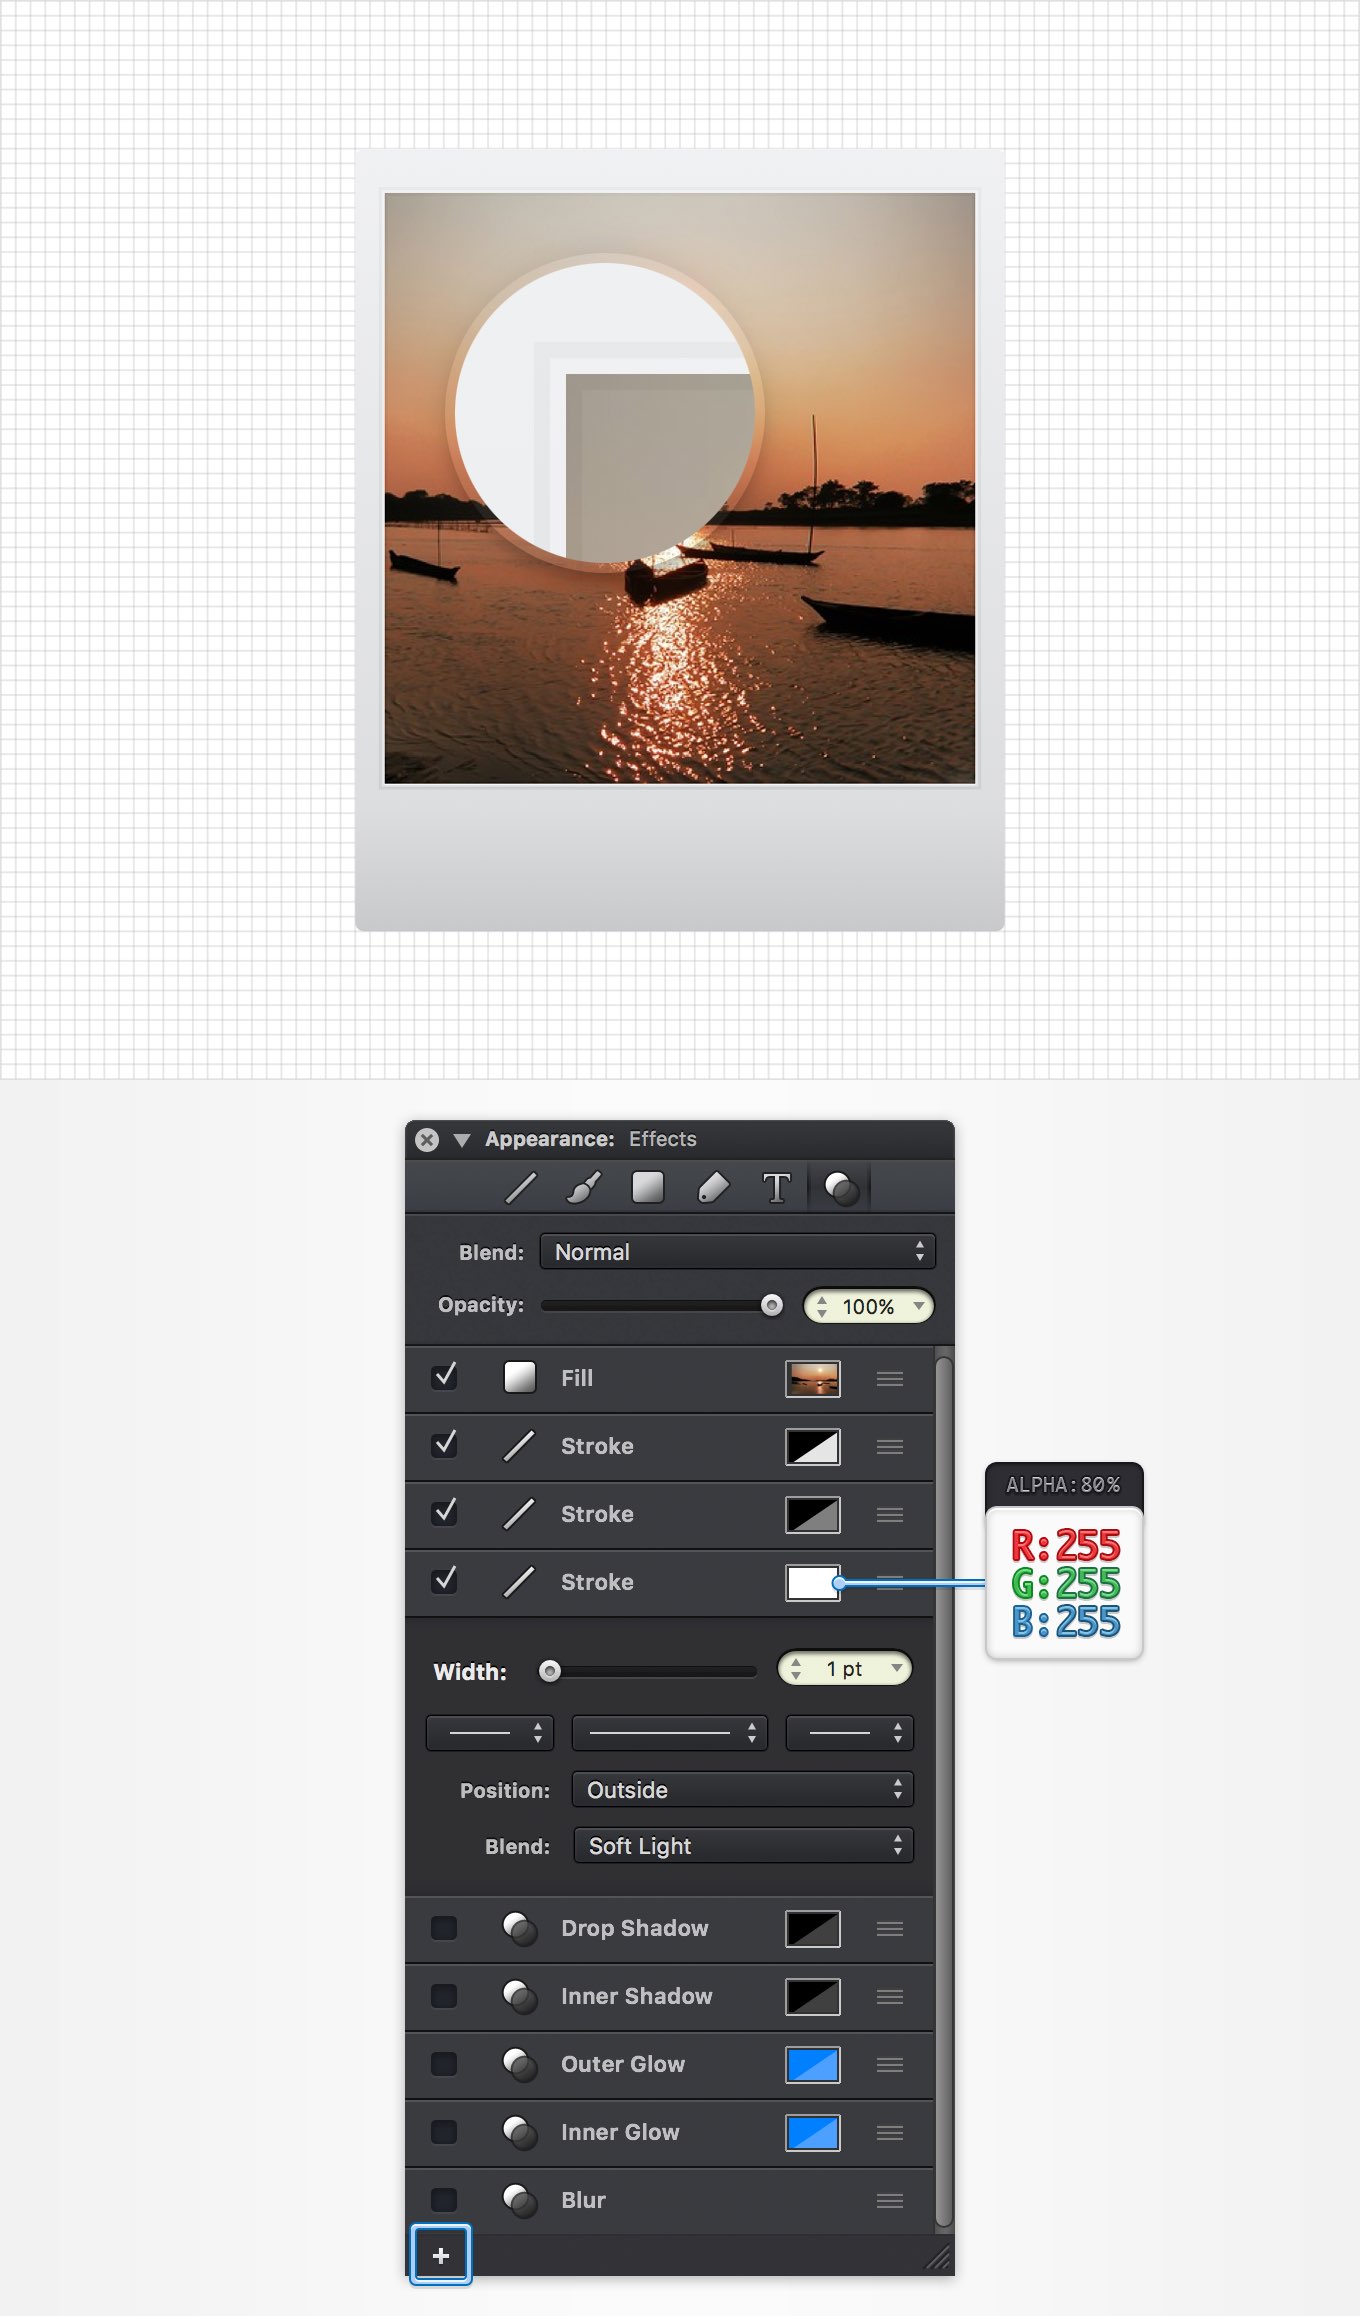 Appearance: Effects
Blend: Normal
Opacity: 100%
Fill
Stroke
Stroke
Stroke
ALPHA:80%
R:255
G:255
B:255
Width: 1 pt
Position: Outside
Blend: Soft Light
Drop Shadow
Inner Shadow
Outer Glow
Inner Glow
Blur
+